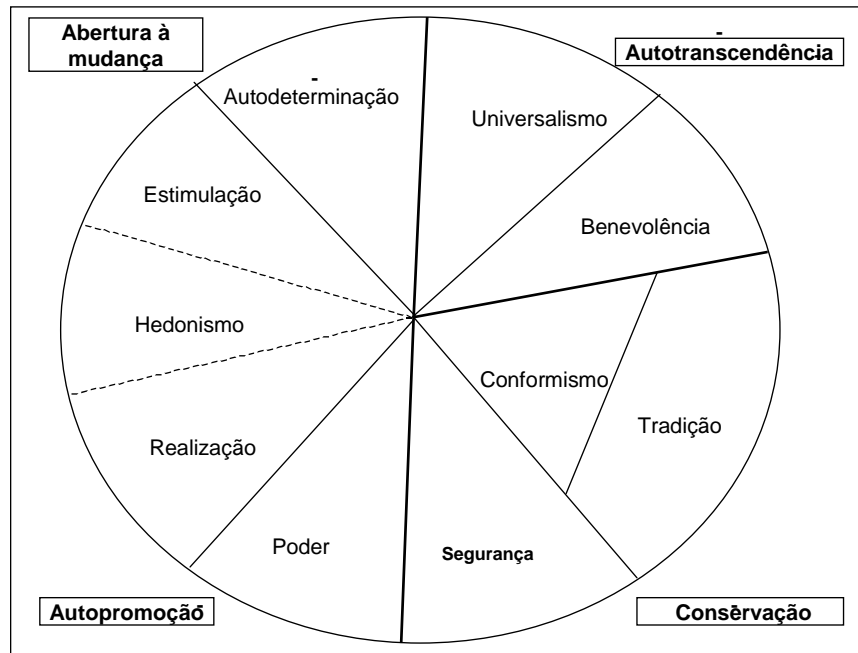 Abertura à
mudança
Autotranscendência
Autodeterminação
Universalismo
Estimulação
Benevolência
Hedonismo
Conformismo
Tradição
Realização
Poder
Segurança
Autopromoção
Conservação